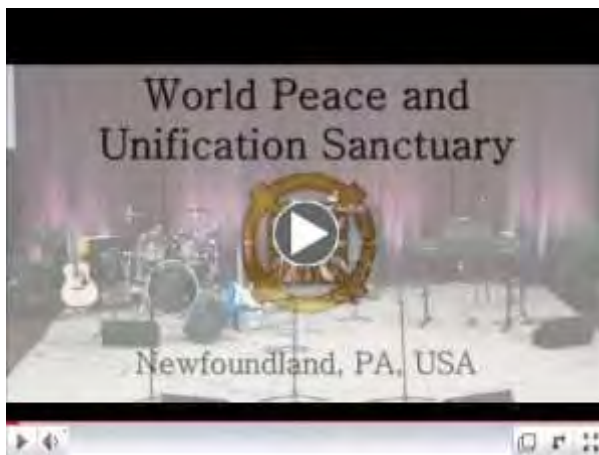 World Peace and
Unification Sanctuary
Newfoundland, PA, USA